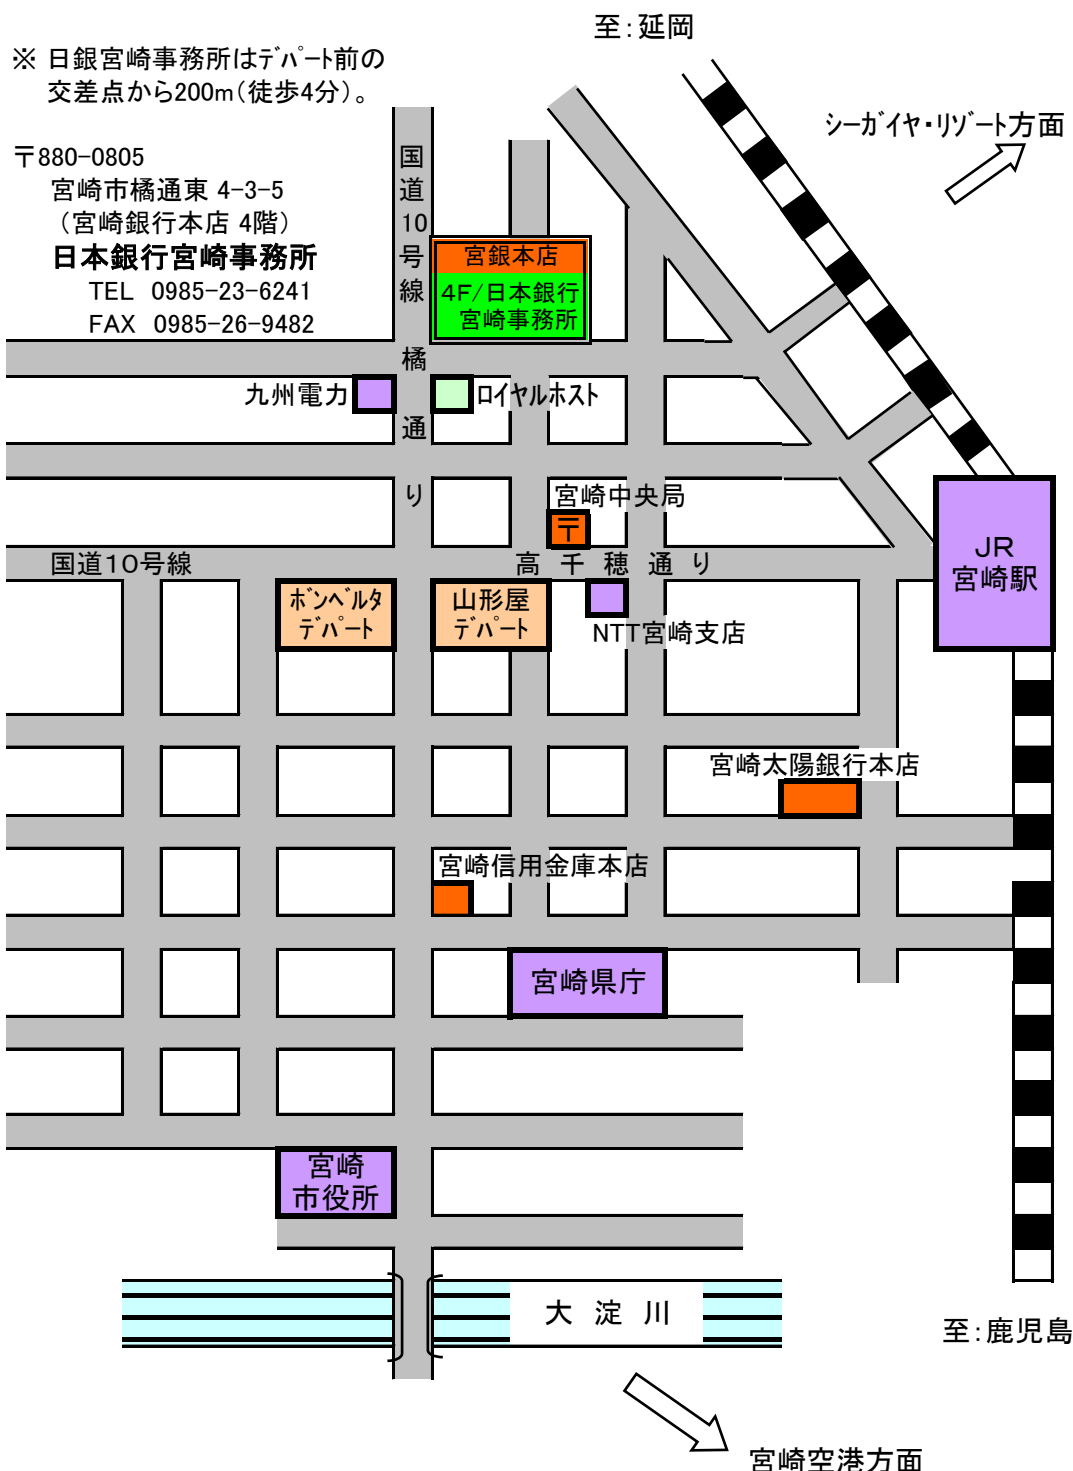 至：延岡
※ 日銀宮崎事務所はﾃﾞﾊﾟｰﾄ前の
交差点から200m（徒歩4分）。
シーガイヤ・リゾート方面
〒880-0805
宮崎市橘通東 4-3-5
（宮崎銀行本店 4階）
日本銀行宮崎事務所
TEL 0985-23-6241
FAX 0985-26-9482
国道10号線
宮銀本店
4F/日本銀行
宮崎事務所
橘通り
九州電力
ロイヤルホスト
宮崎中央局
〒
国道10号線
高千穂通り
JR
宮崎駅
ボンベルタ
デパート
山形屋
デパート
NTT宮崎支店
宮崎太陽銀行本店
宮崎信用金庫本店
宮崎県庁
宮崎
市役所
大淀川
至：鹿児島
宮崎空港方面